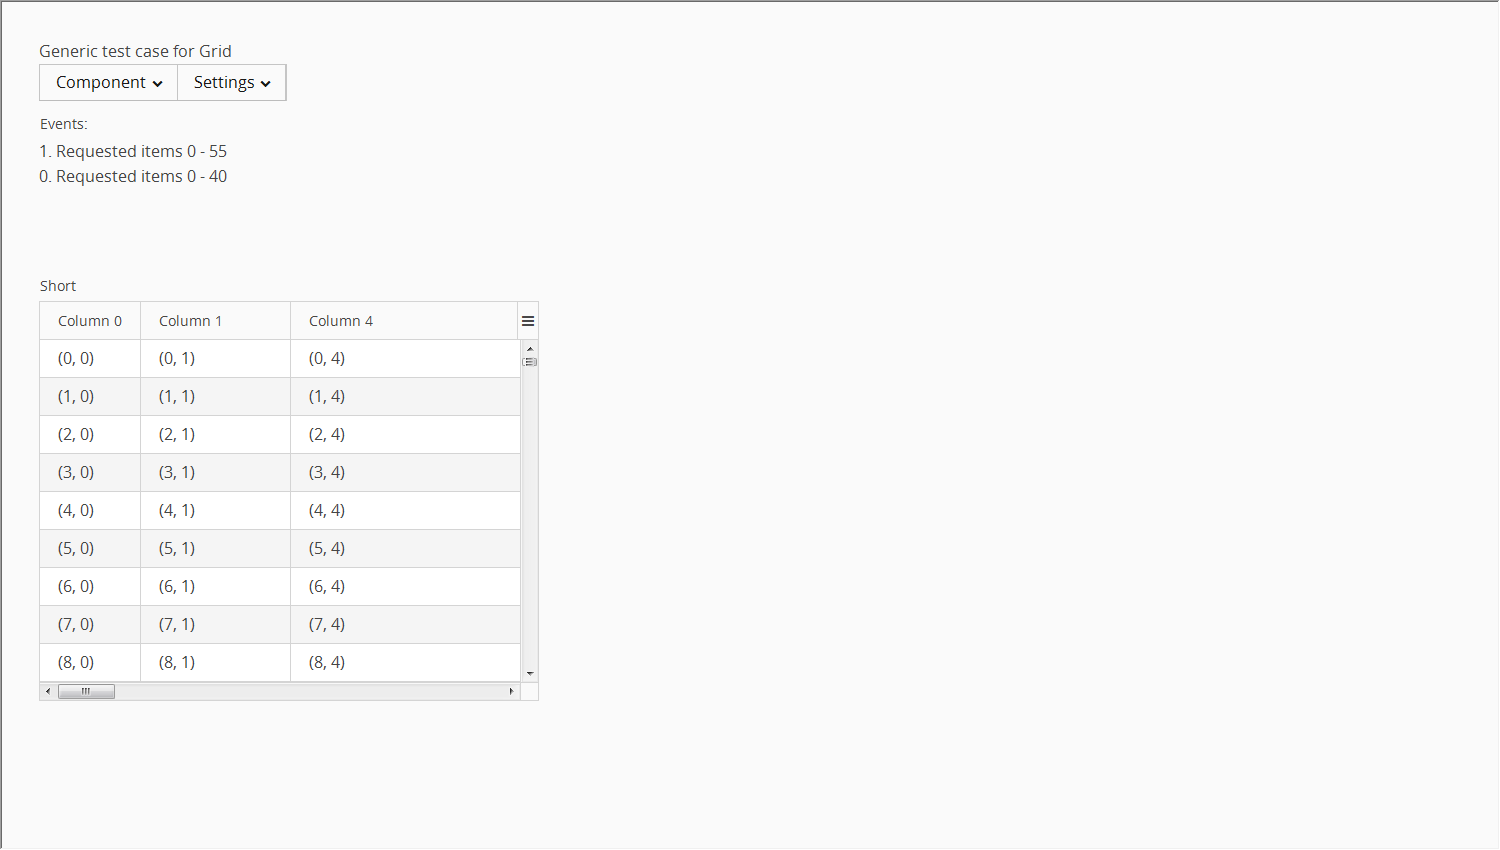 Generic test case for Grid
Component Settings
Events:
1. Requested items 0 - 55
0. Requested items 0 - 40
Short
Column 0 Column 1 Column 4
(0, 0) (0, 1) (0, 4)
(1, 0) (1, 1) (1, 4)
(2, 0) (2, 1) (2, 4)
(3, 0) (3, 1) (3, 4)
(4, 0) (4, 1) (4, 4)
(5, 0) (5, 1) (5, 4)
(6, 0) (6, 1) (6, 4)
(7, 0) (7, 1) (7, 4)
(8, 0) (8, 1) (8, 4)